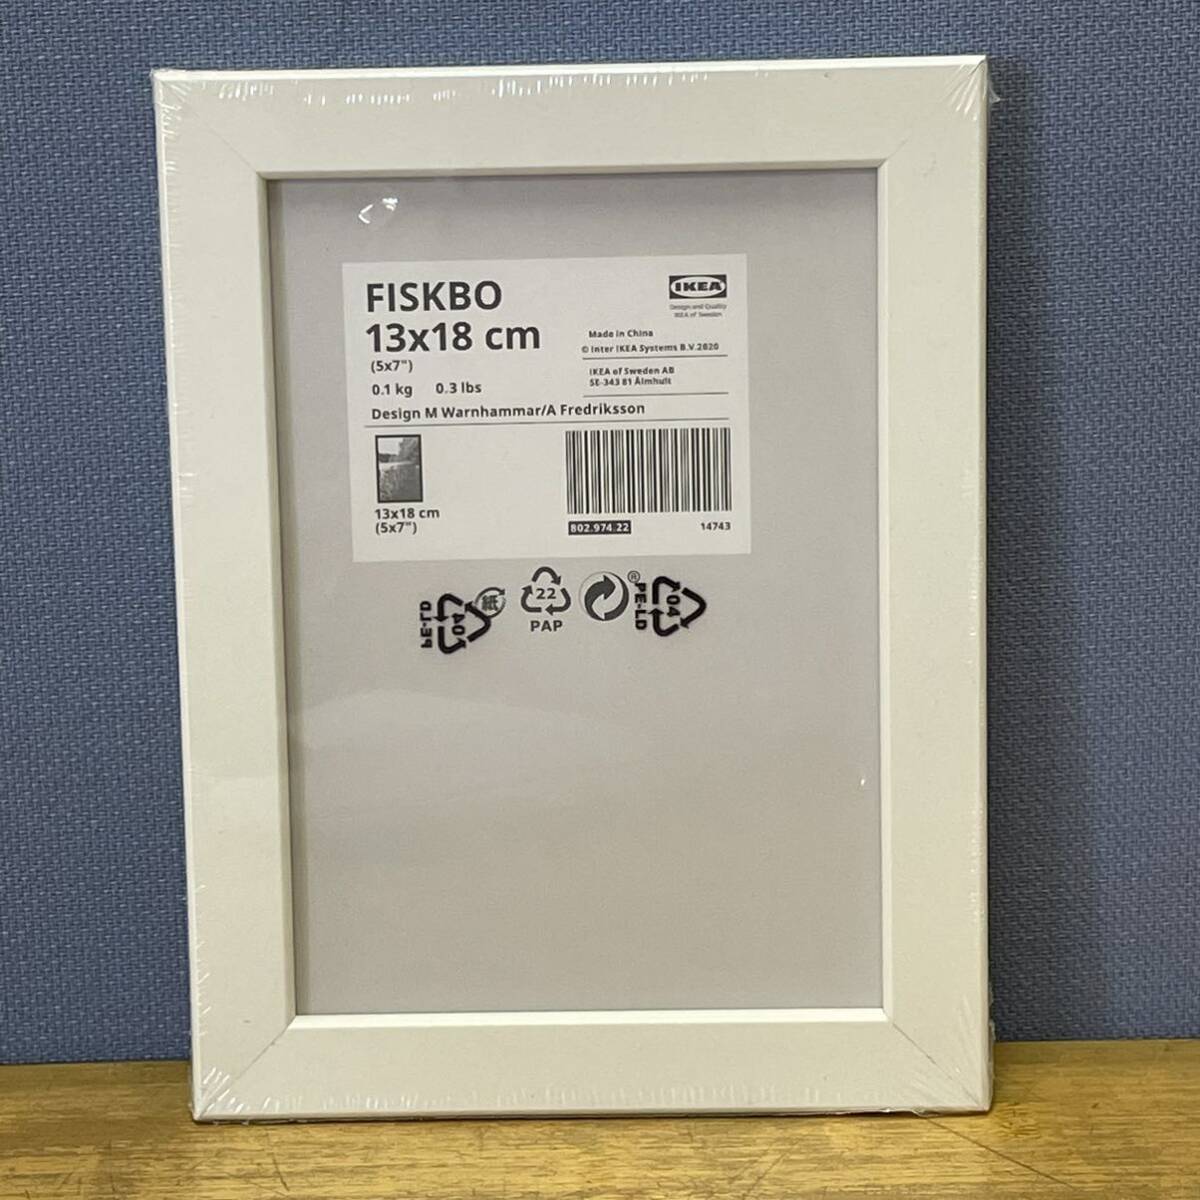 FISKBO
13x18 cm
(5x7")
0.1 kg 0.3 lbs
Design M Warnhammar/A Fredriksson
IKEA
Design and Quality
IKEA of Sweden
Made in China
© Inter IKEA Systems B.V.2020
IKEA of Sweden AB
SE-343 81 Älmhult
13x18 cm
(5x7")
802.974.22
14743
PE-LD
04
紙
22
PAP
®
PE-LD
04